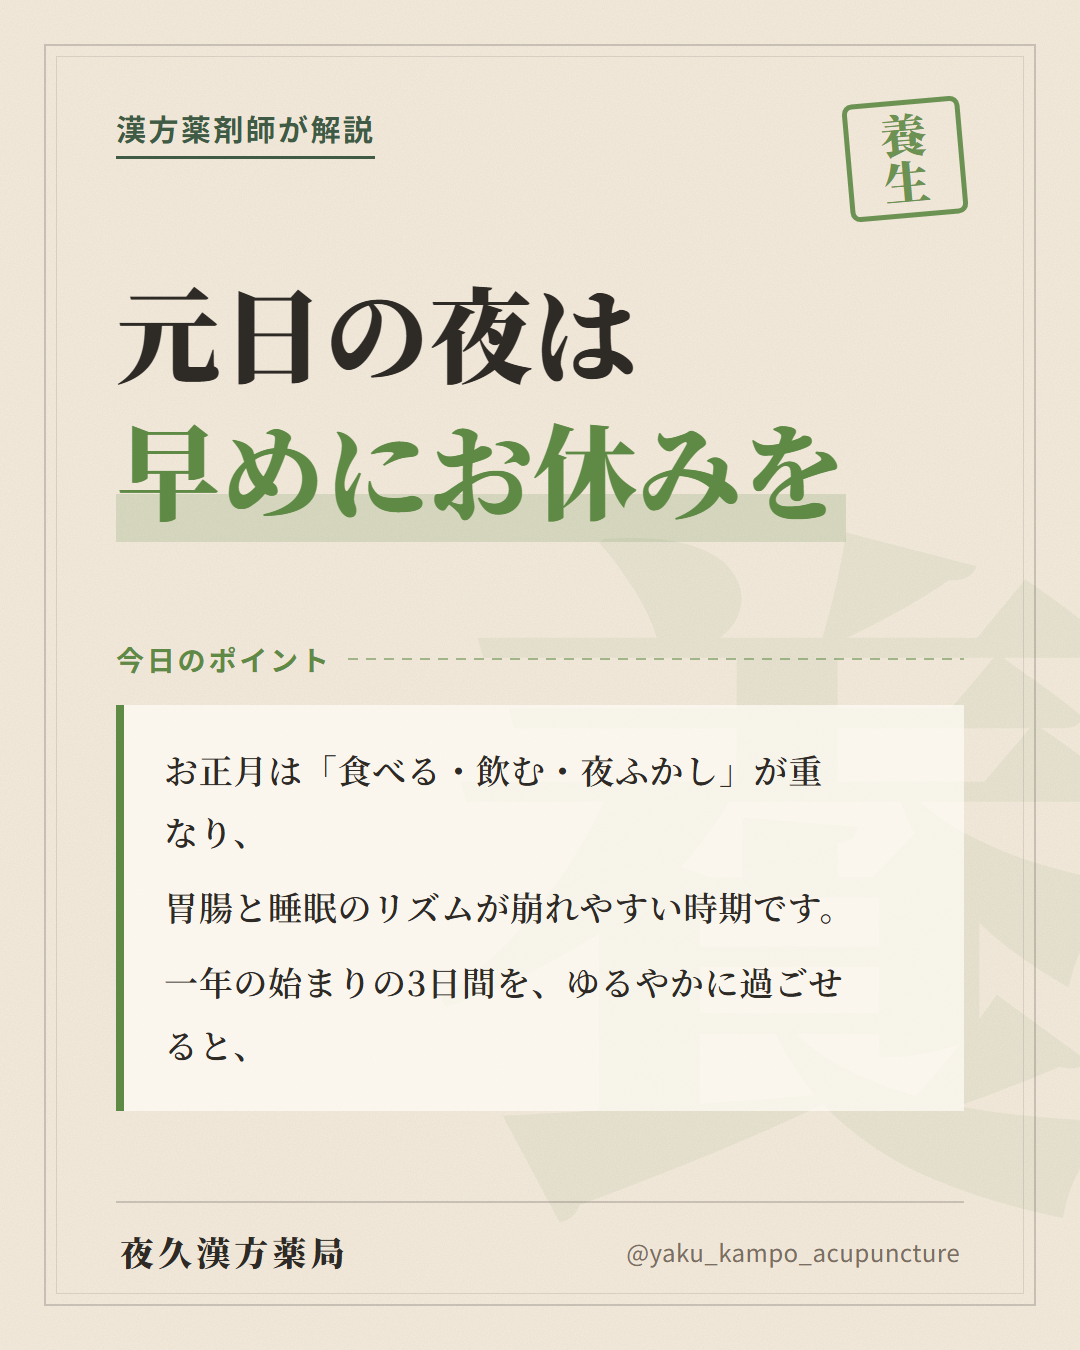 漢方薬剤師が解説
養
生
元日の夜は
早めにお休みを
今日のポイント
お正月は「食べる・飲む・夜ふかし」が重
なり、
胃腸と睡眠のリズムが崩れやすい時期です。
一年の始まりの3日間を、ゆるやかに過ごせ
ると、
夜久漢方薬局
@yaku_kampo_acupuncture
養